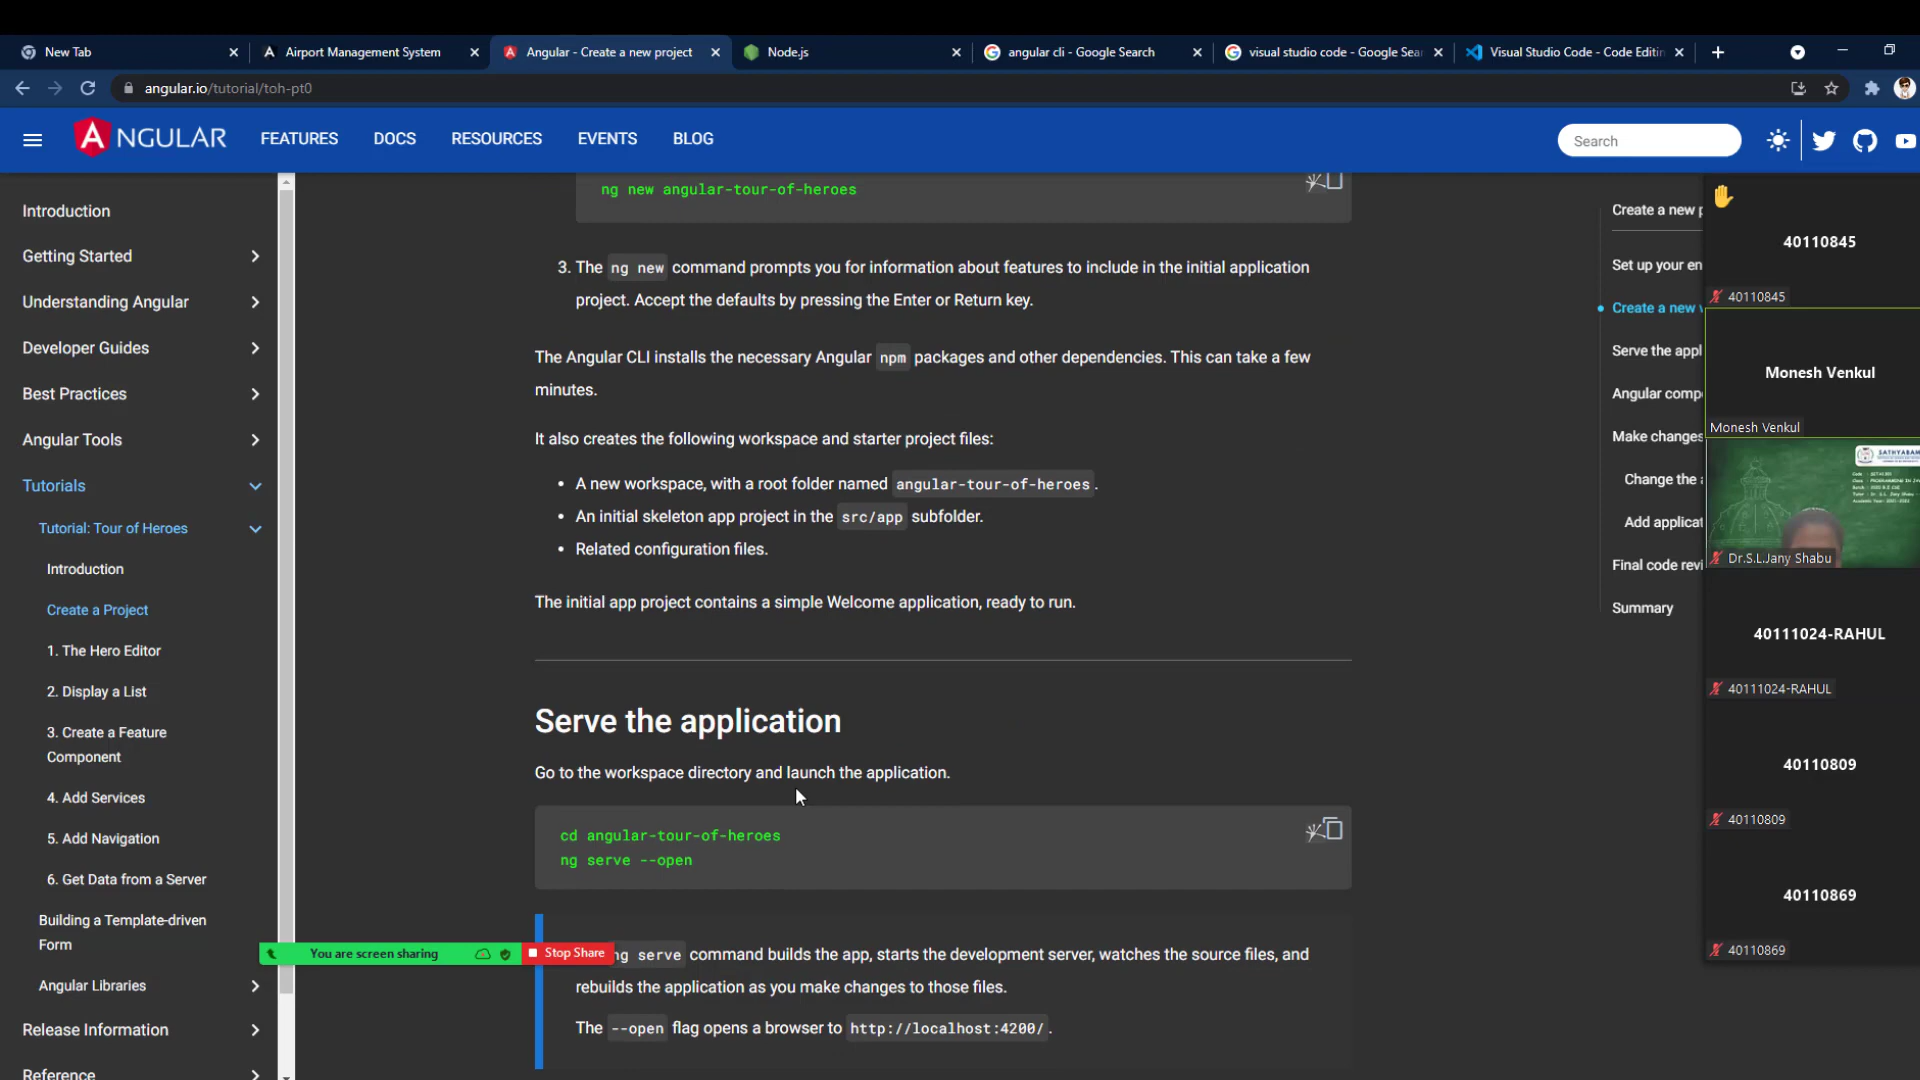 New Tab
Airport Management System
Angular - Create a new project
Node.js
angular cli - Google Search
visual studio code - Google Sea
Visual Studio Code - Code Editin
angular.io/tutorial/toh-pt0
ANGULAR
FEATURES
DOCS
RESOURCES
EVENTS
BLOG
Search
Introduction
Getting Started
Understanding Angular
Developer Guides
Best Practices
Angular Tools
Tutorials
Tutorial: Tour of Heroes
Introduction
Create a Project
1. The Hero Editor
2. Display a List
3. Create a Feature
Component
4. Add Services
5. Add Navigation
6. Get Data from a Server
Building a Template-driven
Form
Angular Libraries
Release Information
Reference
ng new angular-tour-of-heroes
3. The ng new command prompts you for information about features to include in the initial application
project. Accept the defaults by pressing the Enter or Return key.
The Angular CLI installs the necessary Angular npm packages and other dependencies. This can take a few
minutes.
It also creates the following workspace and starter project files:
• A new workspace, with a root folder named angular-tour-of-heroes.
• An initial skeleton app project in the src/app subfolder.
• Related configuration files.
The initial app project contains a simple Welcome application, ready to run.
Serve the application
Go to the workspace directory and launch the application.
cd angular-tour-of-heroes
ng serve --open
ng serve command builds the app, starts the development server, watches the source files, and
rebuilds the application as you make changes to those files.
The --open flag opens a browser to http://localhost:4200/.
You are screen sharing
Stop Share
Create a new p
Set up your en
Create a new w
Serve the appl
Angular comp
Make changes
Change the a
Add applicat
Final code revi
Summary
40110845
40110845
Monesh Venkul
Monesh Venkul
SATHYABAM
Dr.S.L.Jany Shabu
40111024-RAHUL
40111024-RAHUL
40110809
40110809
40110869
40110869